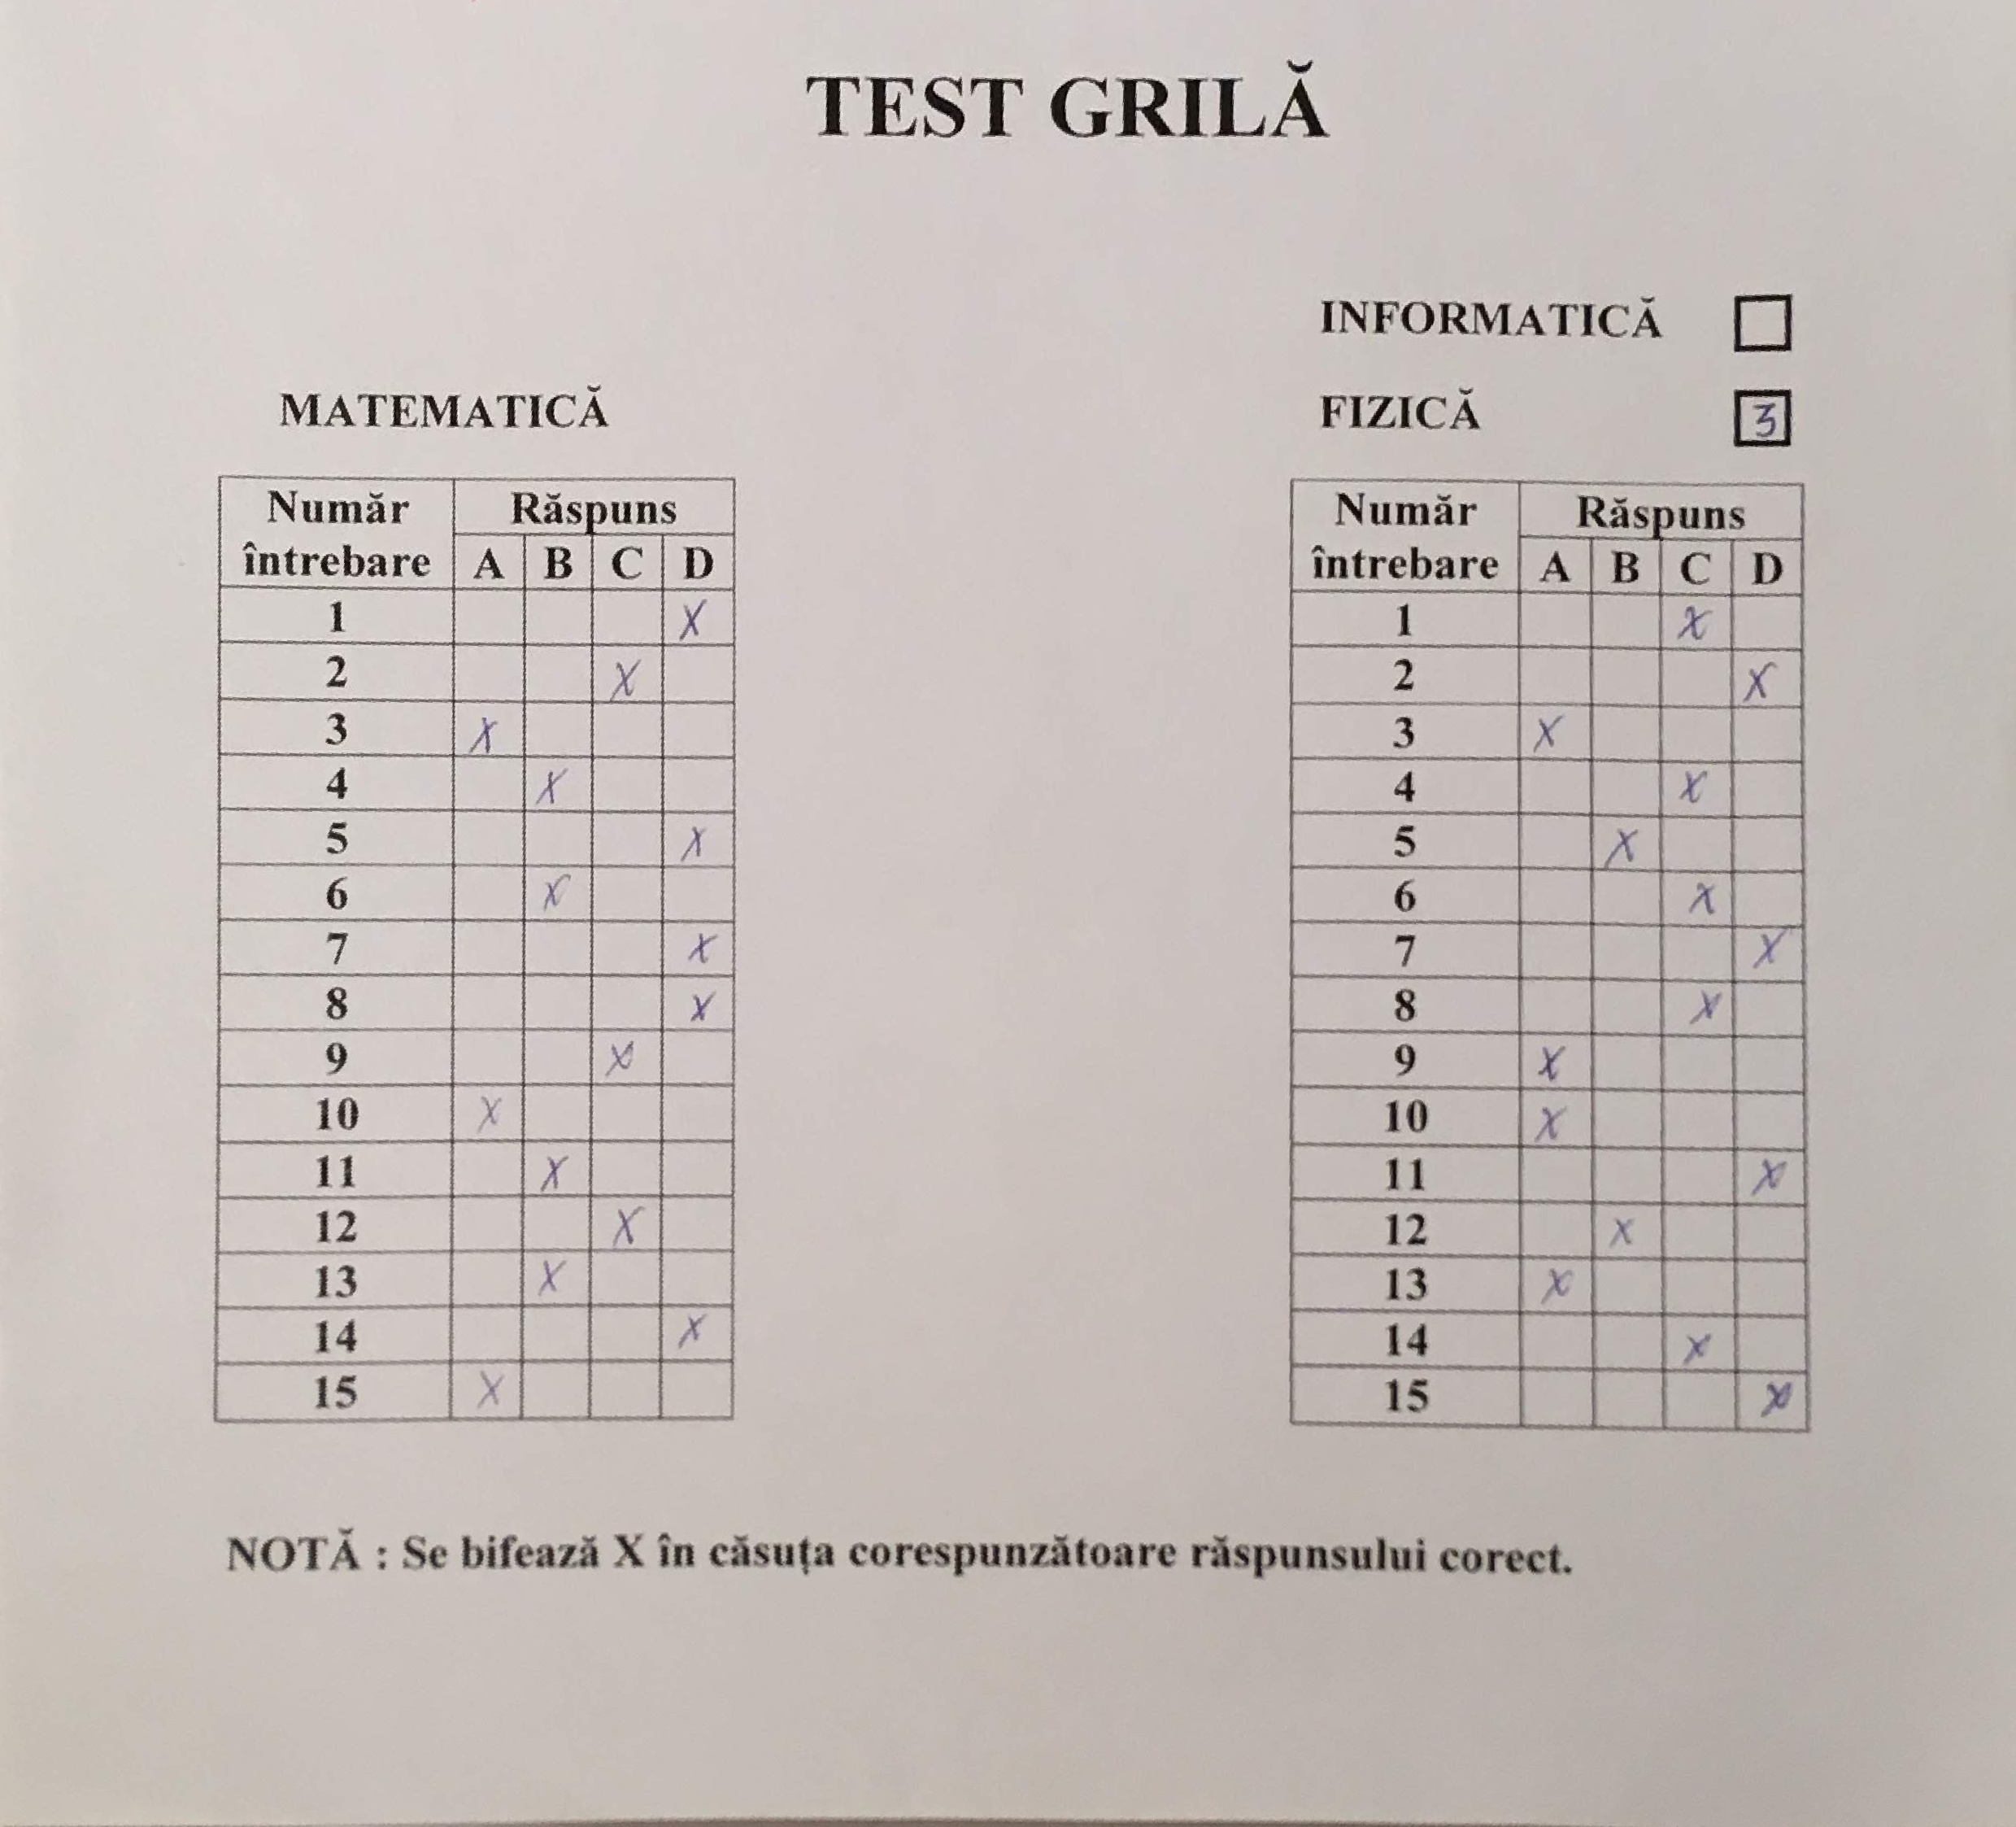 TEST GRILĂ
INFORMATICĂ
MATEMATICĂ
FIZICĂ 3
Număr Răspuns
întrebare A B C D
1 X
2 X
3 X
4 X
5 X
6 X
7 X
8 X
9 X
10 X
11 X
12 X
13 X
14 X
15 X
Număr Răspuns
întrebare A B C D
1 X
2 X
3 X
4 X
5 X
6 X
7 X
8 X
9 X
10 X
11 X
12 X
13 X
14 X
15 X
NOTĂ : Se bifează X în căsuța corespunzătoare răspunsului corect.